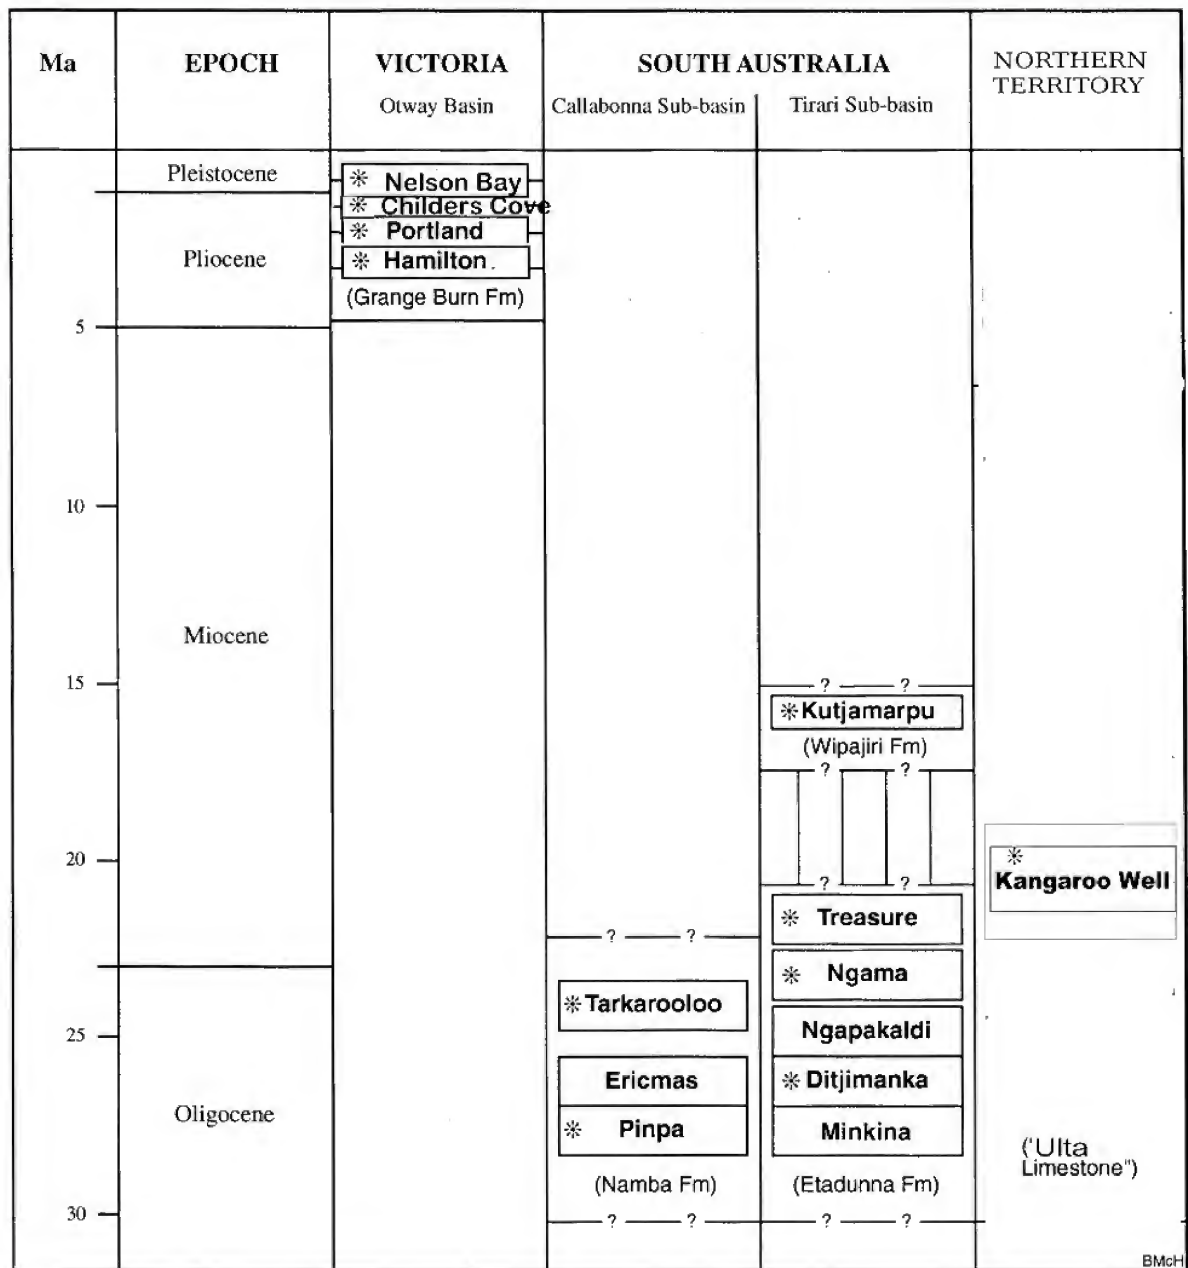 Ma EPOCH VICTORIA SOUTH AUSTRALIA NORTHERN
TERRITORY
Otway Basin Callabonna Sub-basin Tirari Sub-basin
Pleistocene
✳ Nelson Bay
✳ Childers Cove
✳ Portland
Pliocene
✳ Hamilton
(Grange Burn Fm)
5
10
Miocene
15
? ?
✳ Kutjamarpu
(Wipajiri Fm)
? ?
20
✳
Kangaroo Well
? ?
✳ Treasure
? ?
✳ Ngama
✳ Tarkarooloo
25
Ngapakaldi
Ericmas
✳ Ditjimanka
Oligocene
✳ Pinpa
Minkina
('Ulta
Limestone")
(Namba Fm) (Etadunna Fm)
30
? ? ? ?
BMcH